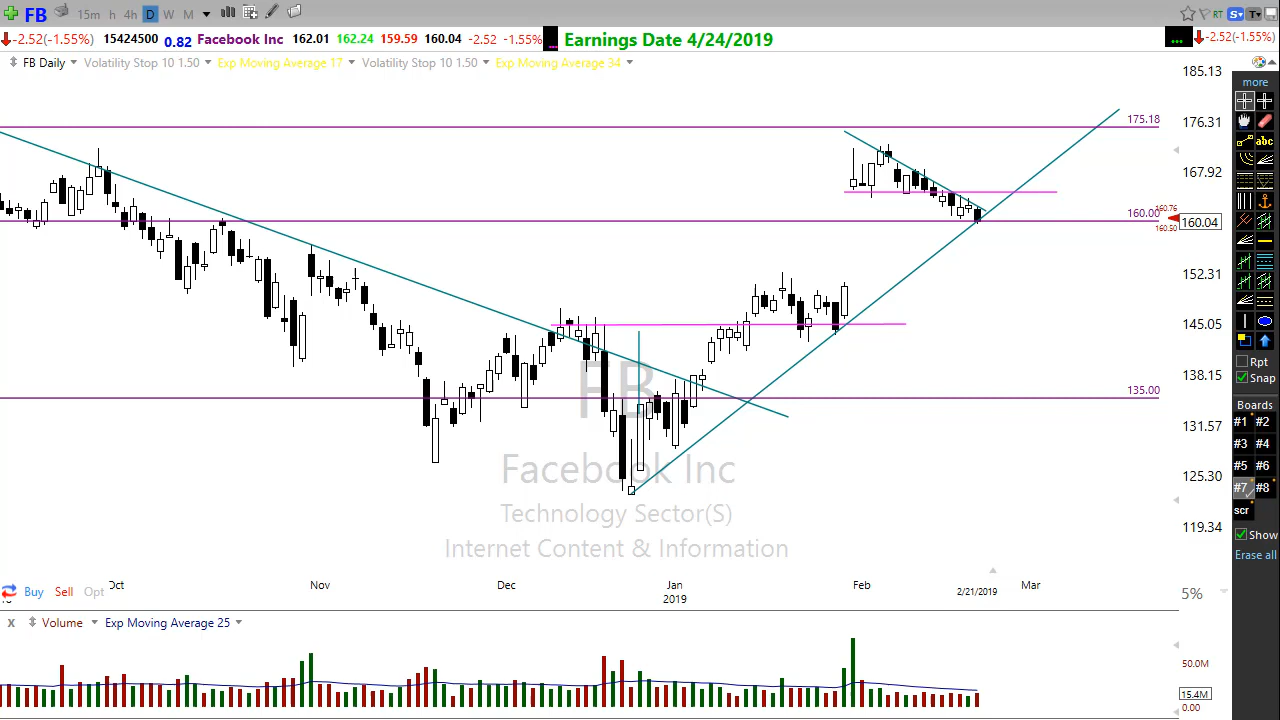 FB 15m h 4h D W M RT S T
-2.52(-1.55%) 15424500 0.82 Facebook Inc 162.01 162.24 159.59 160.04 -2.52 -1.55% ... Earnings Date 4/24/2019 ... -2.52(-1.55%)
FB Daily Volatility Stop 10 1.50 Exp Moving Average 17 Volatility Stop 10 1.50 Exp Moving Average 34
185.13
more
175.18
176.31
abc
167.92
160.00
160.76
160.04
160.50
152.31
145.05
Rpt
138.15
Snap
135.00
Boards
#1 #2
131.57
#3 #4
#5 #6
125.30
#7 #8
scr
119.34
Show
Erase all
FB
Facebook Inc
Technology Sector(S)
Internet Content & Information
Oct Nov Dec Jan Feb Mar
2019 2/21/2019
Buy Sell Opt
5%
x Volume Exp Moving Average 25
50.0M
15.4M
0.00